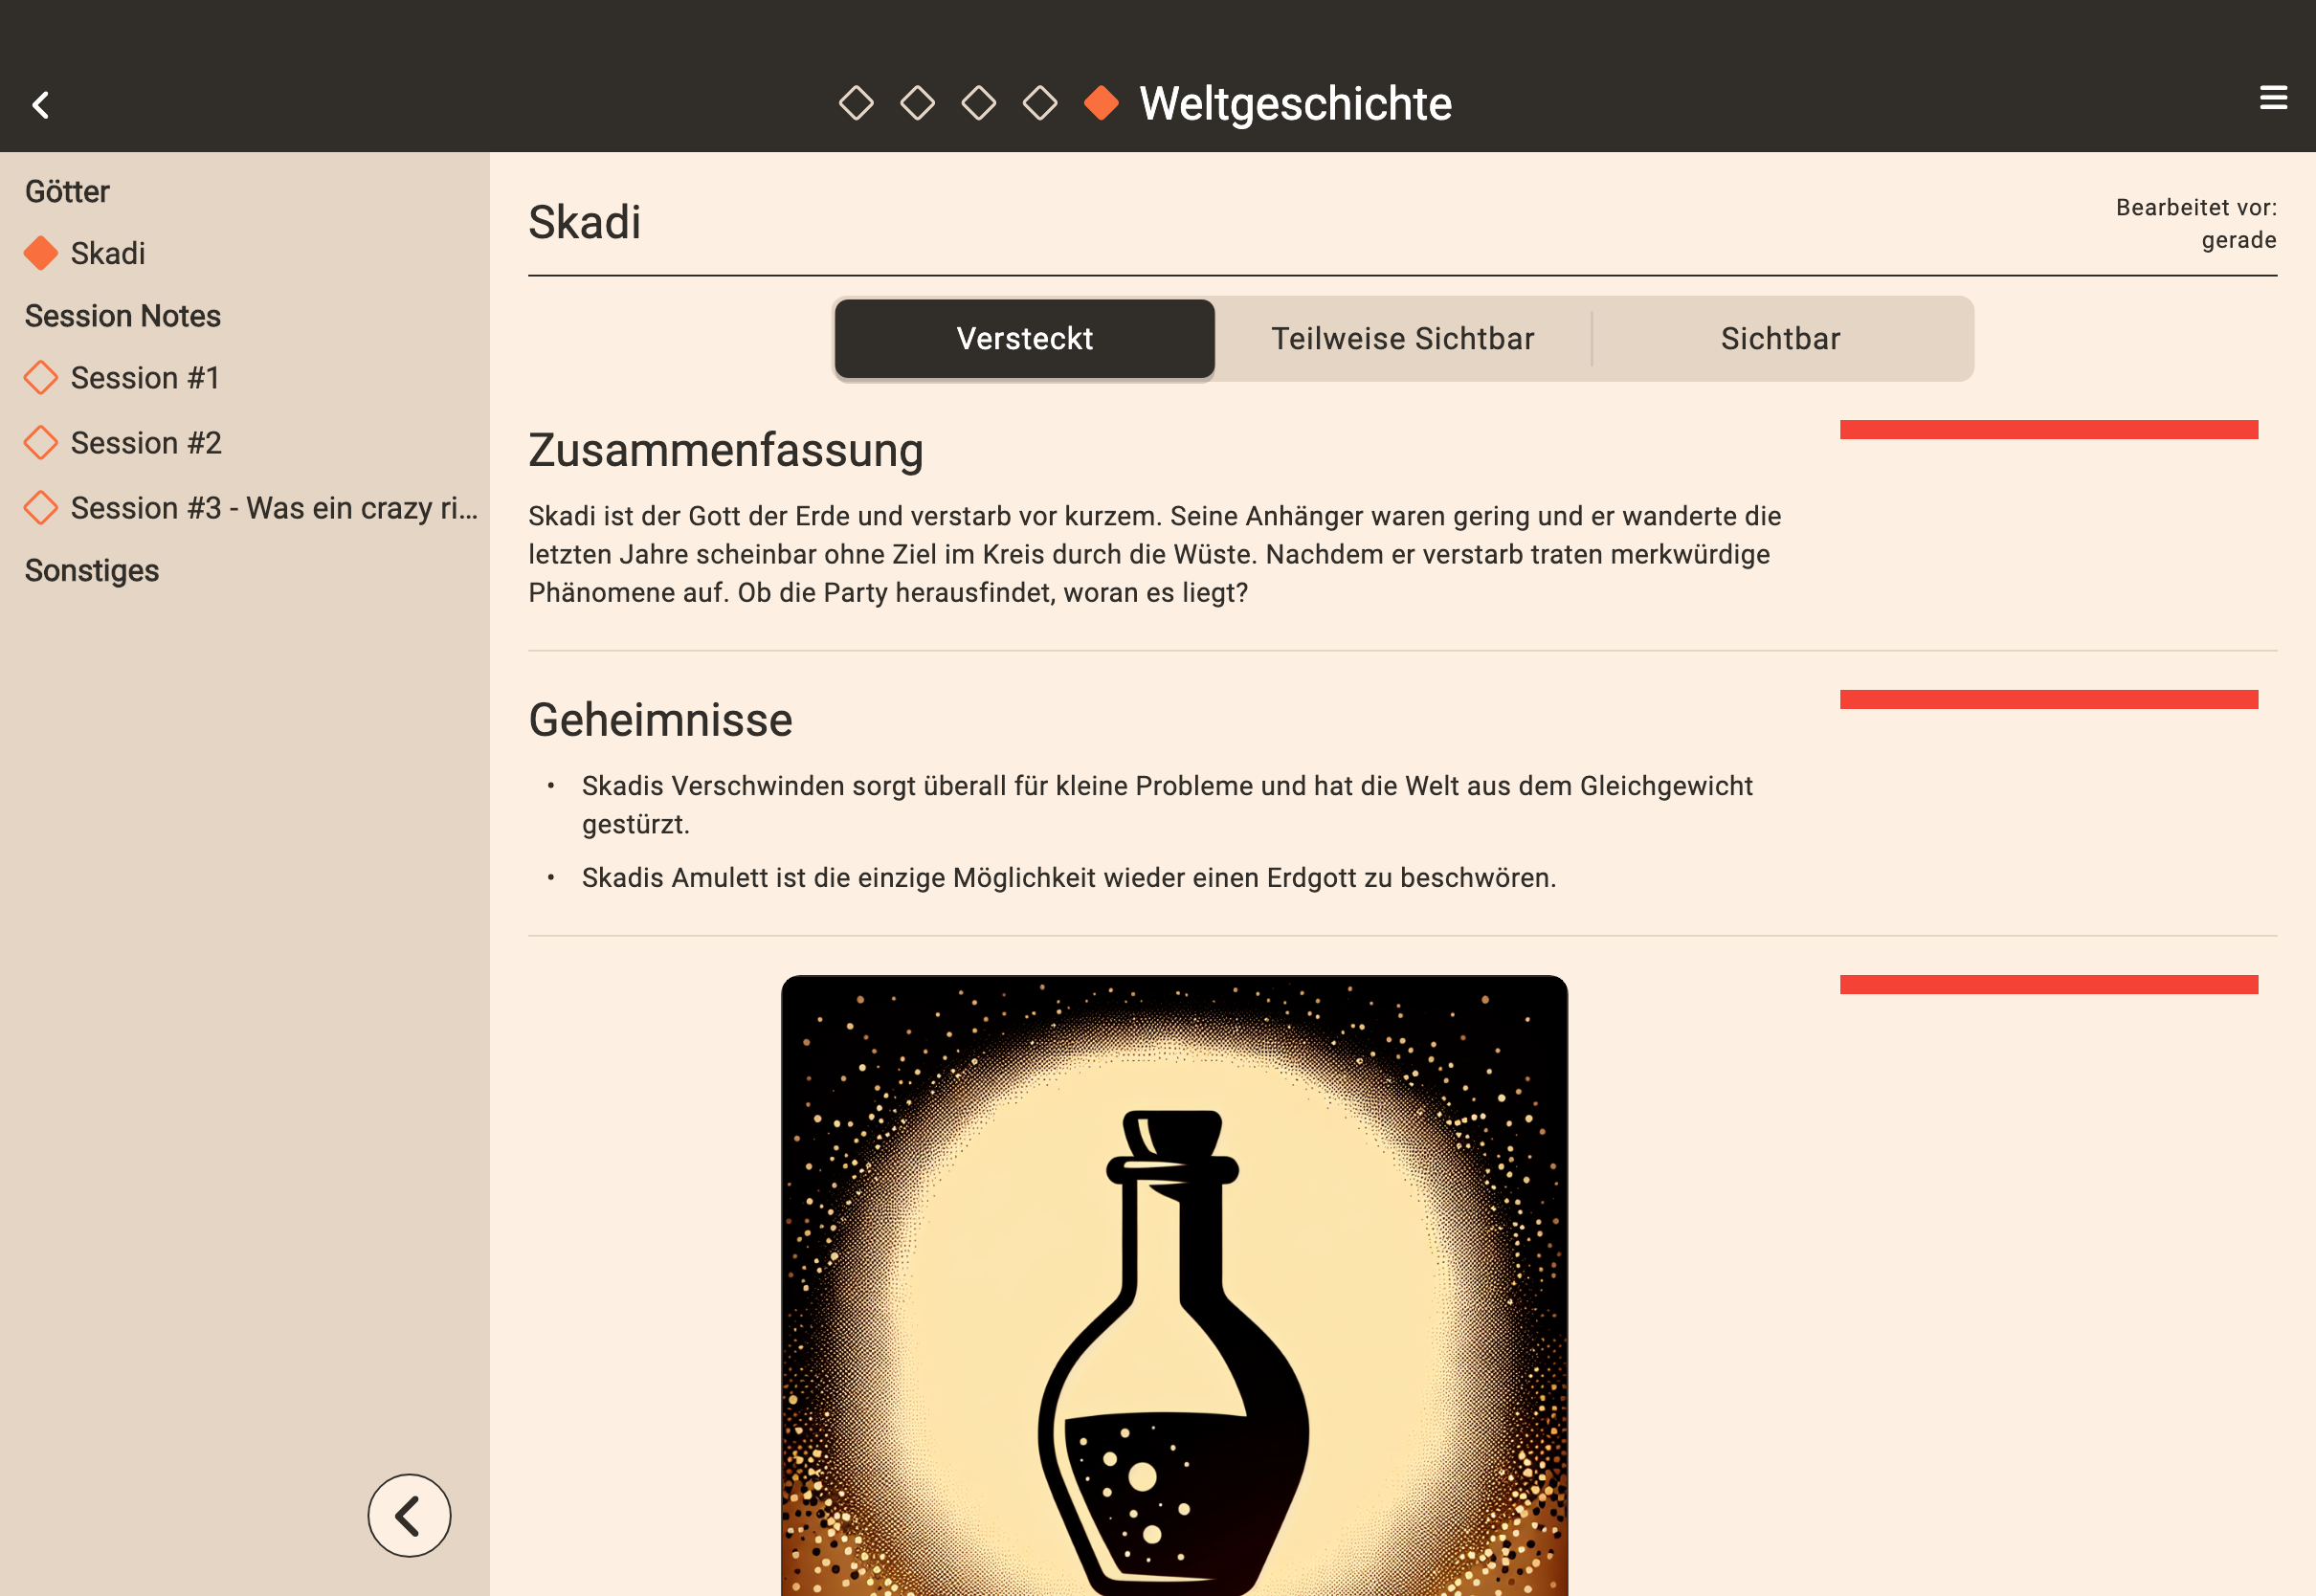 Weltgeschichte
Götter
Skadi
Session Notes
Session #1
Session #2
Session #3 - Was ein crazy ri...
Sonstiges
Skadi
Bearbeitet vor:
gerade
Versteckt
Teilweise Sichtbar
Sichtbar
Zusammenfassung
Skadi ist der Gott der Erde und verstarb vor kurzem. Seine Anhänger waren gering und er wanderte die
letzten Jahre scheinbar ohne Ziel im Kreis durch die Wüste. Nachdem er verstarb traten merkwürdige
Phänomene auf. Ob die Party herausfindet, woran es liegt?
Geheimnisse
• Skadis Verschwinden sorgt überall für kleine Probleme und hat die Welt aus dem Gleichgewicht
gestürzt.
• Skadis Amulett ist die einzige Möglichkeit wieder einen Erdgott zu beschwören.